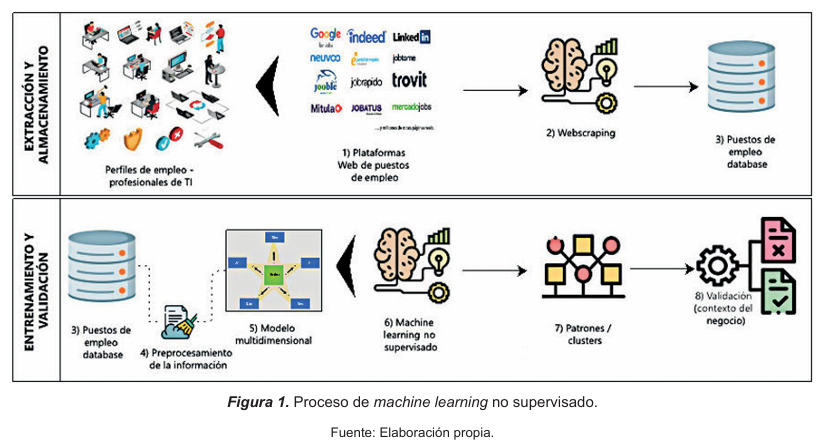 EXTRACCIÓN Y
ALMACENAMIENTO
Perfiles de empleo -
profesionales de TI
Google
indeed
Linked in
neuvoo
jobtome
jooble
jobrapido
trovit
Mitula
JOBATUS
mercadojobs
1) Plataformas
Web de puestos
de empleo
2) Webscraping
3) Puestos de
empleo
database
ENTRENAMIENTO Y
VALIDACIÓN
3) Puestos de
empleo
database
4) Preprocesamiento
de la información
5) Modelo
multidimensional
6) Machine
learning no
supervisado
7) Patrones /
clusters
8) Validación
(contexto del
negocio)
Figura 1. Proceso de machine learning no supervisado.
Fuente: Elaboración propia.